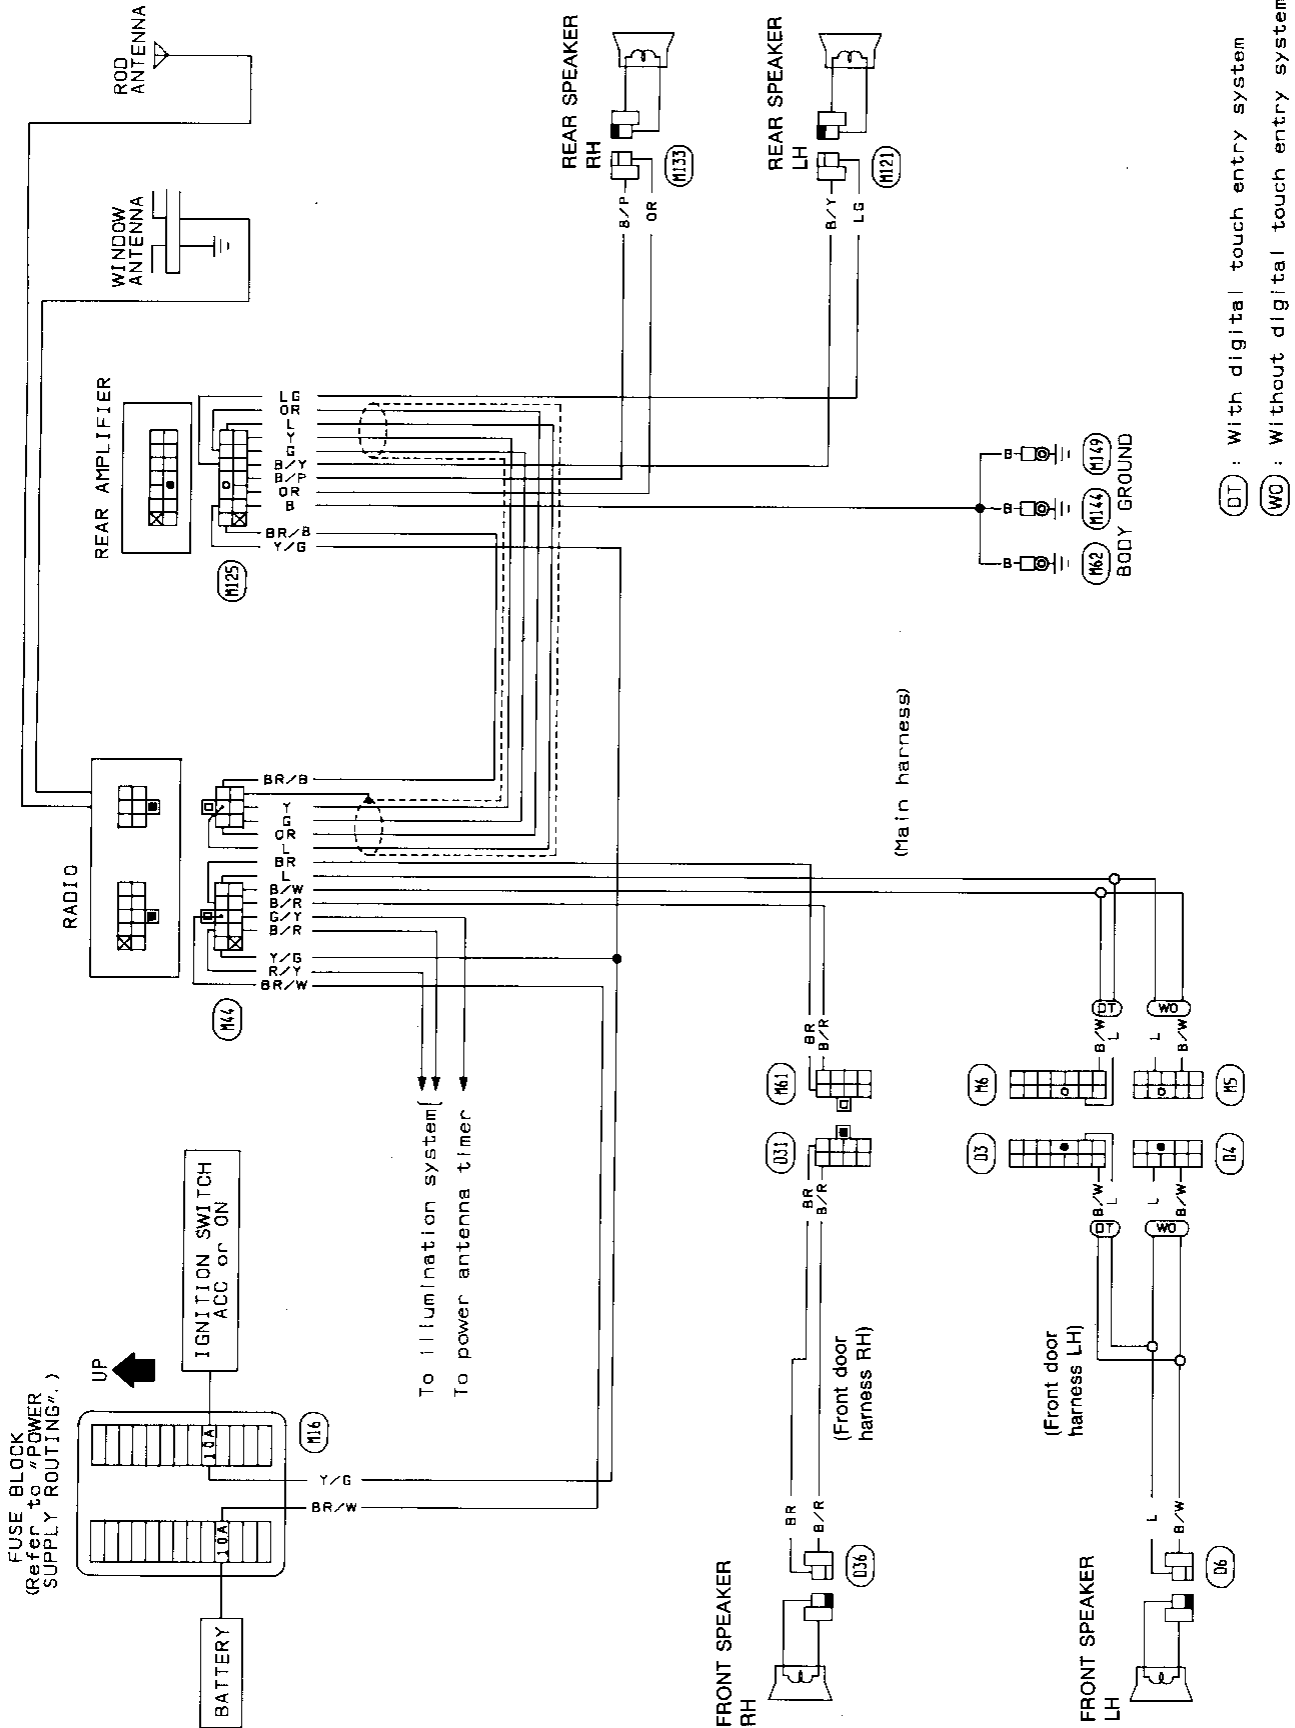 ROD
ANTENNA
WINDOW
ANTENNA
REAR SPEAKER
RH
M133
B/P
OR
REAR SPEAKER
LH
M121
B/Y
LG
REAR AMPLIFIER
M125
LG
OR
L
Y
G
B/Y
B/P
OR
B
BR/B
Y/G
B
B
B
M149
M144
M62
BODY GROUND
DT : With digital touch entry system
WO : Without digital touch entry system
RADIO
M44
BR/B
Y
G
OR
L
BR
L
B/W
B/R
G/Y
B/R
Y/G
R/Y
BR/W
(Main harness)
To illumination system
To power antenna timer
FUSE BLOCK
(Refer to "POWER
SUPPLY ROUTING".)
UP
IGNITION SWITCH
ACC or ON
10A
10A
M16
Y/G
BR/W
BATTERY
BR
B/R
M61
D31
BR
B/R
(Front door
harness RH)
BR
B/R
D36
FRONT SPEAKER
RH
DT
WO
B/W
L
L
B/W
M6
M5
D3
D4
B/W
L
L
B/W
DT
WO
(Front door
harness LH)
L
B/W
D6
FRONT SPEAKER
LH